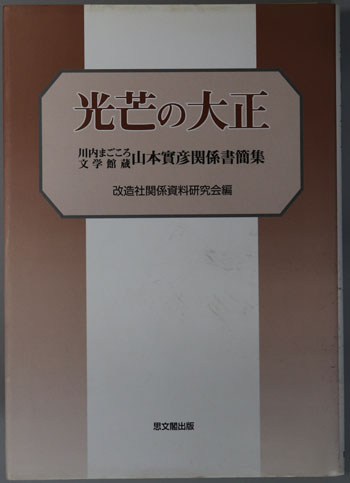 光芒の大正
川内まごころ
文学館蔵
山本實彦関係書簡集
改造社関係資料研究会編
思文閣出版